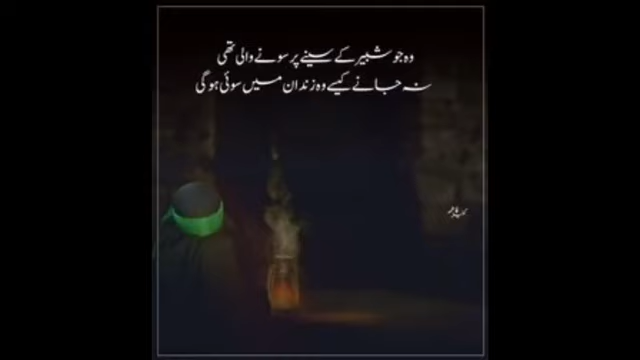 وہ جو شبیر کے سینے پر سونے والی تھی
نہ جانے کیسے وہ زندان میں سوئی ہوگی